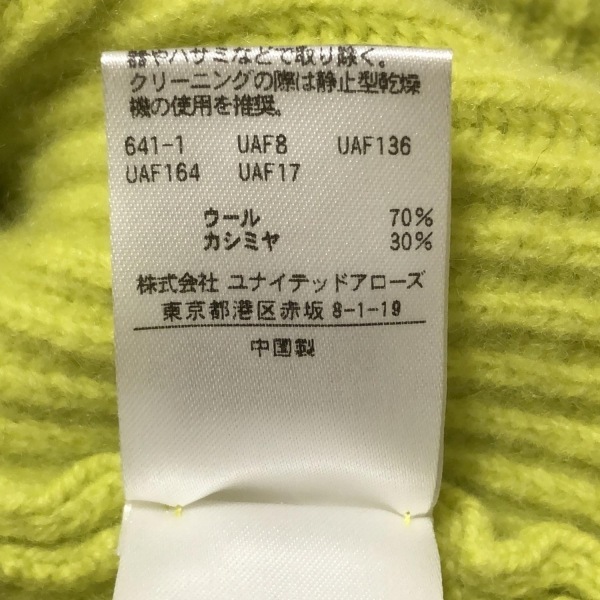 器やハサミなどで取り除く。
クリーニングの際は静止型乾燥
機の使用を推奨。
641-1 UAF8 UAF136
UAF164 UAF17
ウール 70%
カシミヤ 30%
株式会社 ユナイテッドアローズ
東京都港区赤坂 8-1-19
中国製